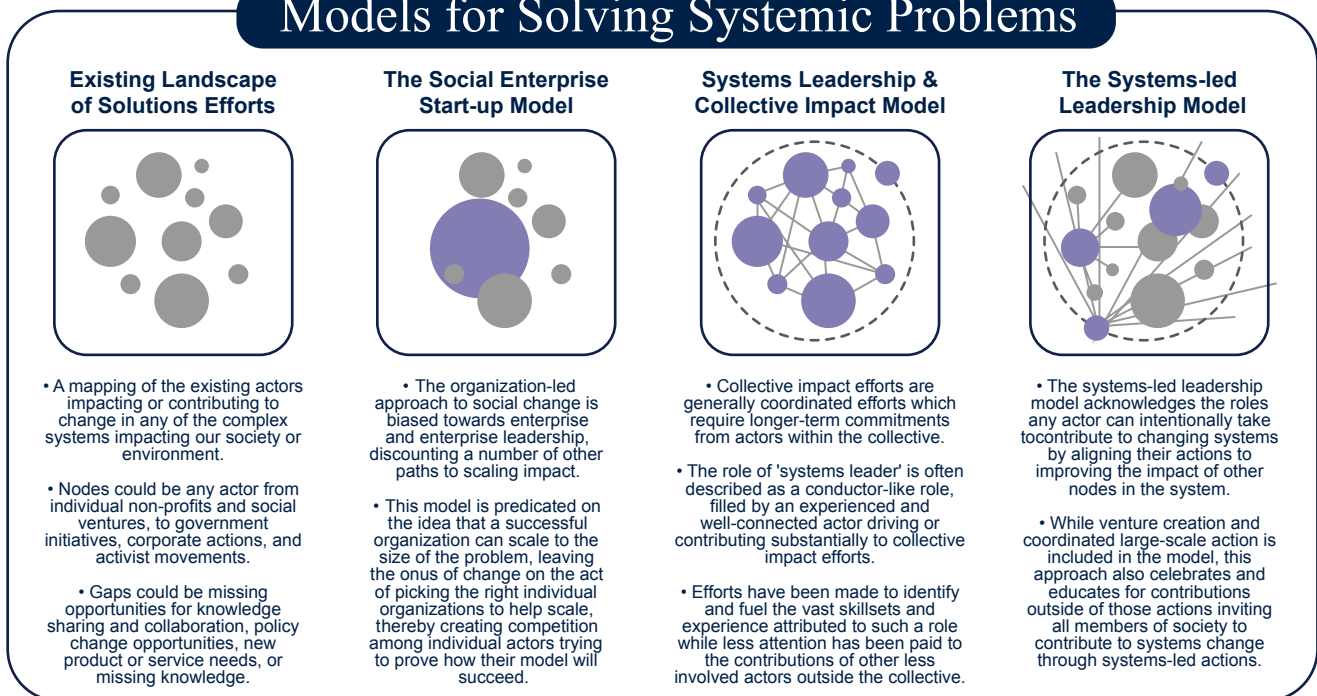 Models for Solving Systemic Problems
Existing Landscape
of Solutions Efforts
• A mapping of the existing actors
impacting or contributing to
change in any of the complex
systems impacting our society or
environment.
• Nodes could be any actor from
individual non-profits and social
ventures, to government
initiatives, corporate actions, and
activist movements.
• Gaps could be missing
opportunities for knowledge
sharing and collaboration, policy
change opportunities, new
product or service needs, or
missing knowledge.
The Social Enterprise
Start-up Model
• The organization-led
approach to social change is
biased towards enterprise
and enterprise leadership,
discounting a number of other
paths to scaling impact.
• This model is predicated on
the idea that a successful
organization can scale to the
size of the problem, leaving
the onus of change on the act
of picking the right individual
organizations to help scale,
thereby creating competition
among individual actors trying
to prove how their model will
succeed.
Systems Leadership &
Collective Impact Model
• Collective impact efforts are
generally coordinated efforts which
require longer-term commitments
from actors within the collective.
• The role of 'systems leader' is often
described as a conductor-like role,
filled by an experienced and
well-connected actor driving or
contributing substantially to collective
impact efforts.
• Efforts have been made to identify
and fuel the vast skillsets and
experience attributed to such a role
while less attention has been paid to
the contributions of other less
involved actors outside the collective.
The Systems-led
Leadership Model
• The systems-led leadership
model acknowledges the roles
any actor can intentionally take
tocontribute to changing systems
by aligning their actions to
improving the impact of other
nodes in the system.
• While venture creation and
coordinated large-scale action is
included in the model, this
approach also celebrates and
educates for contributions
outside of those actions inviting
all members of society to
contribute to systems change
through systems-led actions.